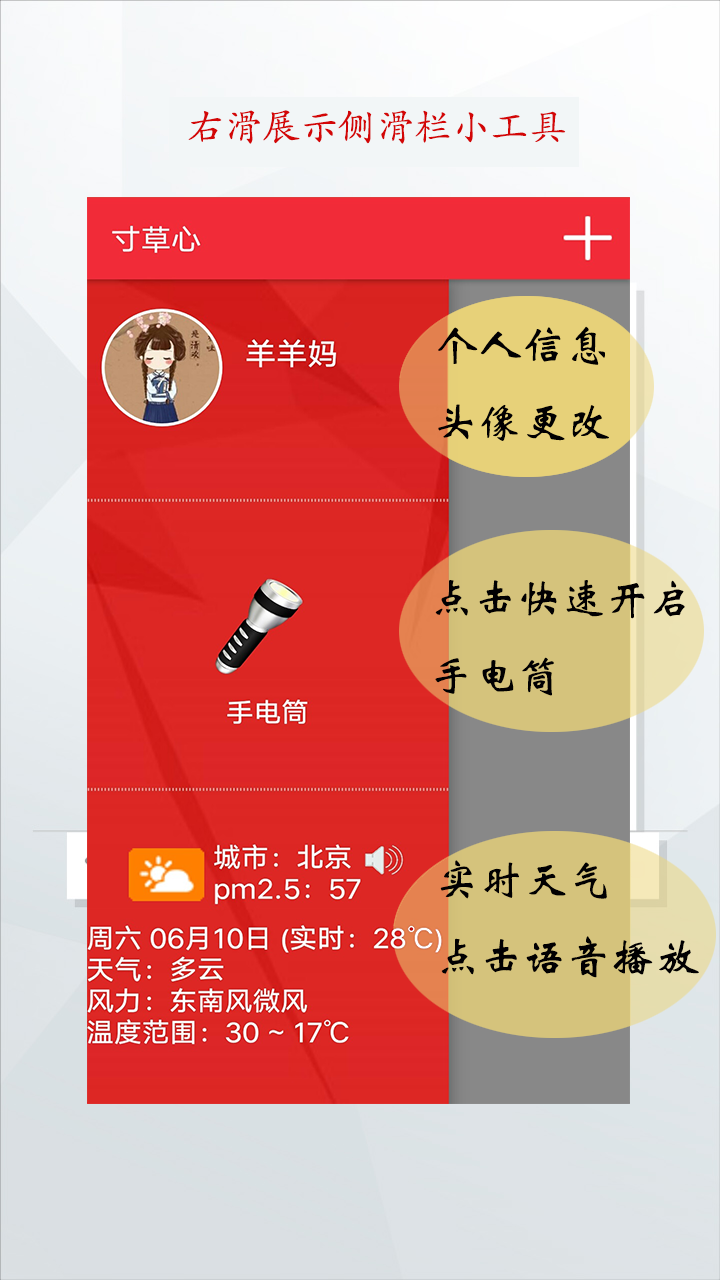 右滑展示侧滑栏小工具
寸草心
羊羊妈
个人信息
头像更改
点击快速开启
手电筒
手电筒
城市：北京
pm2.5：57
周六 06月10日 (实时：28℃)
天气：多云
风力：东南风微风
温度范围：30 ~ 17℃
实时天气
点击语音播放